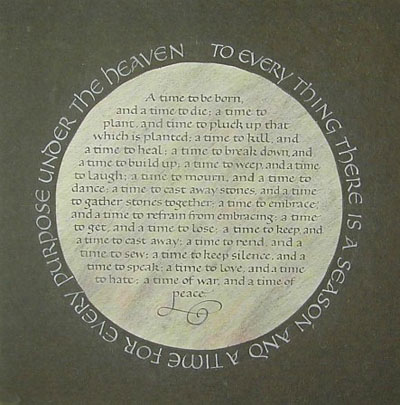 TO EVERY THING THERE IS A SEASON AND A TIME FOR EVERY PURPOSE UNDER THE HEAVEN
A time to be born,
and a time to die; a time to
plant, and a time to pluck up that
which is planted; a time to kill, and
a time to heal; a time to break down, and
a time to build up; a time to weep, and a time
to laugh; a time to mourn, and a time to
dance; a time to cast away stones, and a time
to gather stones together; a time to embrace,
and a time to refrain from embracing; a time
to get, and a time to lose; a time to keep and
a time to cast away; a time to rend, and a
time to sew; a time to keep silence, and a
time to speak; a time to love, and a time
to hate; a time of war, and a time of
peace